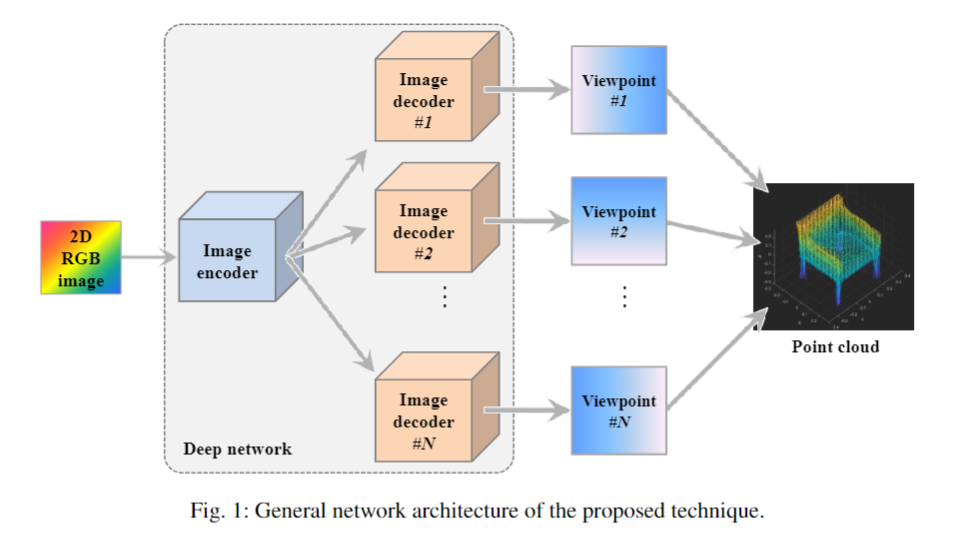 2D
RGB
image
Image
encoder
Image
decoder
#1
Image
decoder
#2
⋮
Image
decoder
#N
Deep network
Viewpoint
#1
Viewpoint
#2
⋮
Viewpoint
#N
Point cloud
Fig. 1: General network architecture of the proposed technique.